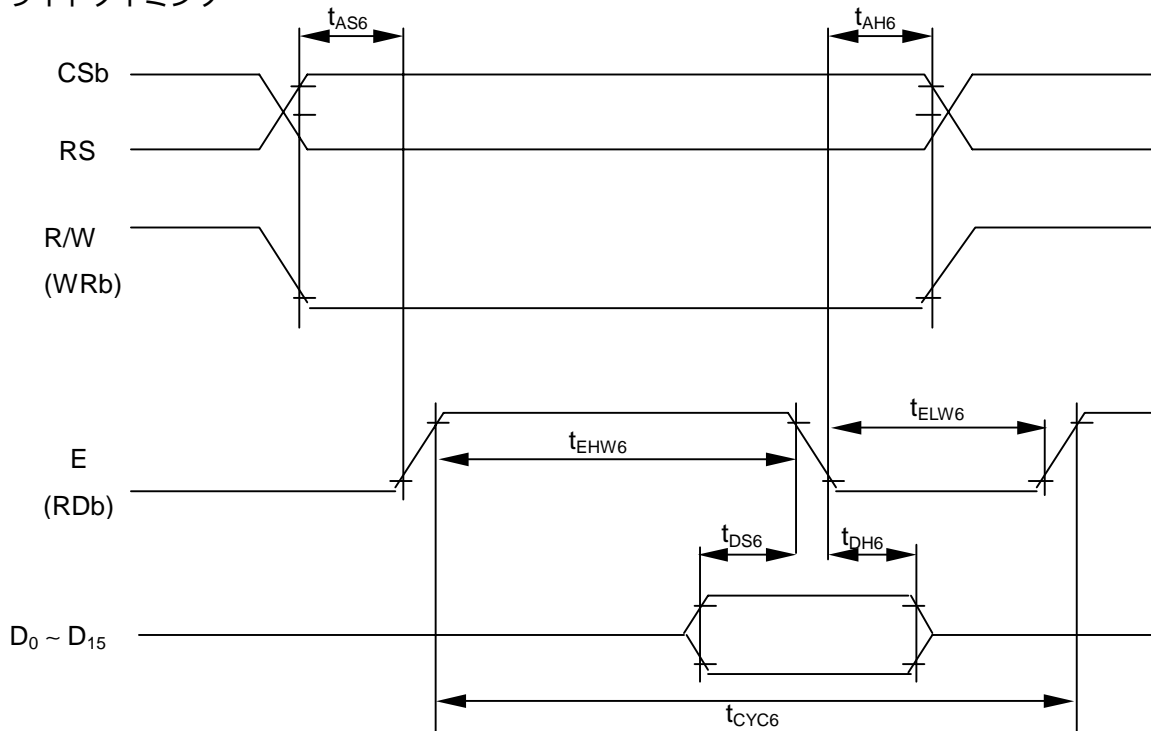 tAS6 tAH6
CSb
RS
R/W
(WRb)
tELW6
tEHW6
E
(RDb)
tDS6 tDH6
D0 ~ D15
tCYC6